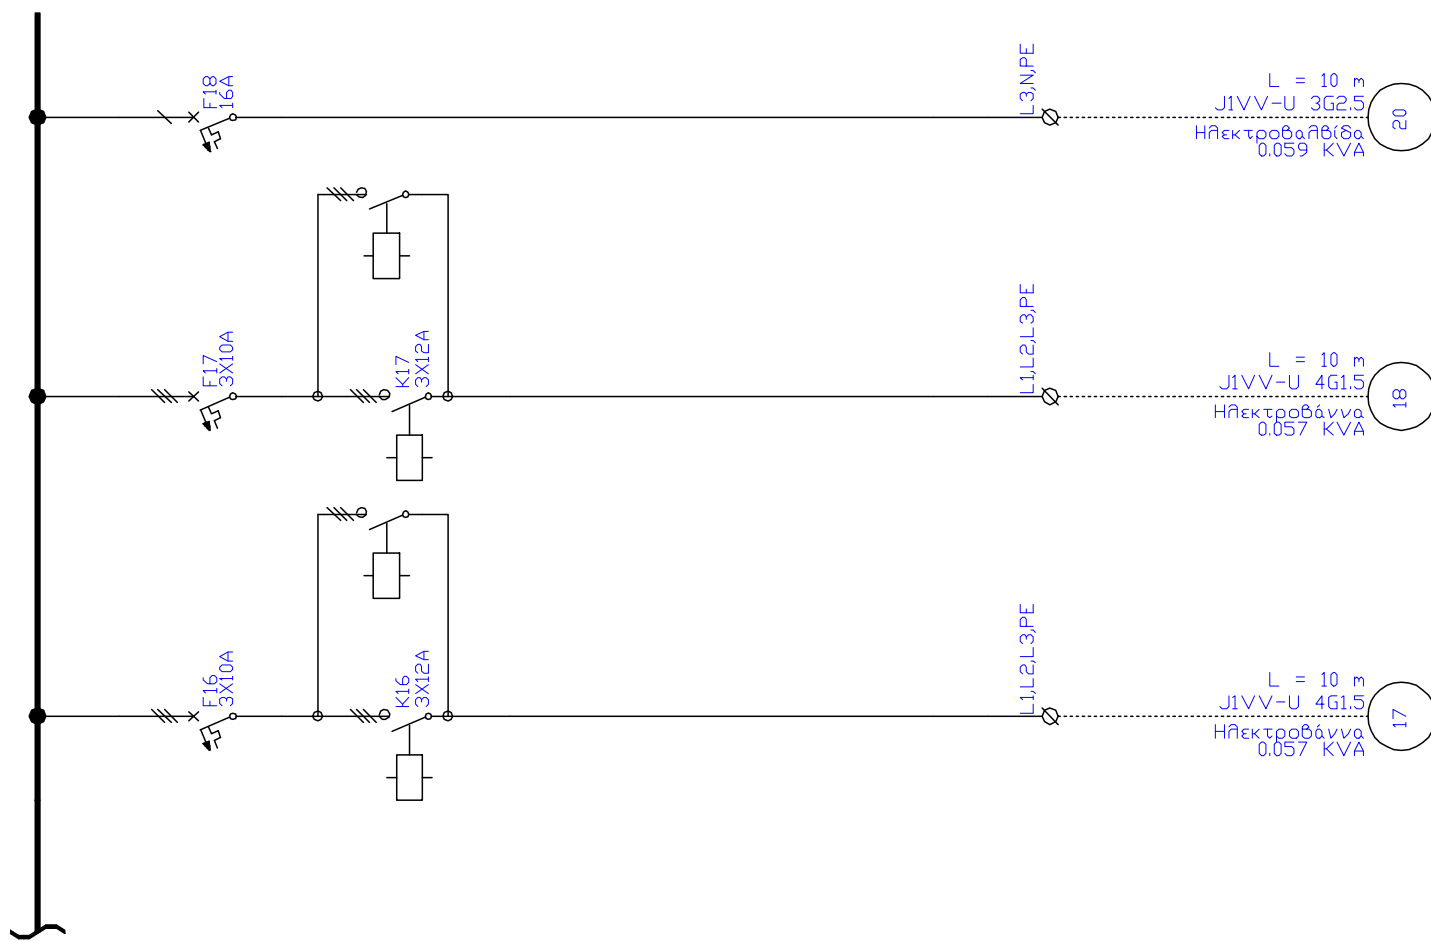 F18
16A
L3,N,PE
L = 10 m
J1VV-U 3G2.5
Ηλεκτροβαλβίδα
0.059 KVA
20
F17
3X10A
K17
3X12A
L1,L2,L3,PE
L = 10 m
J1VV-U 4G1.5
Ηλεκτροβάννα
0.057 KVA
18
F16
3X10A
K16
3X12A
L1,L2,L3,PE
L = 10 m
J1VV-U 4G1.5
Ηλεκτροβάννα
0.057 KVA
17